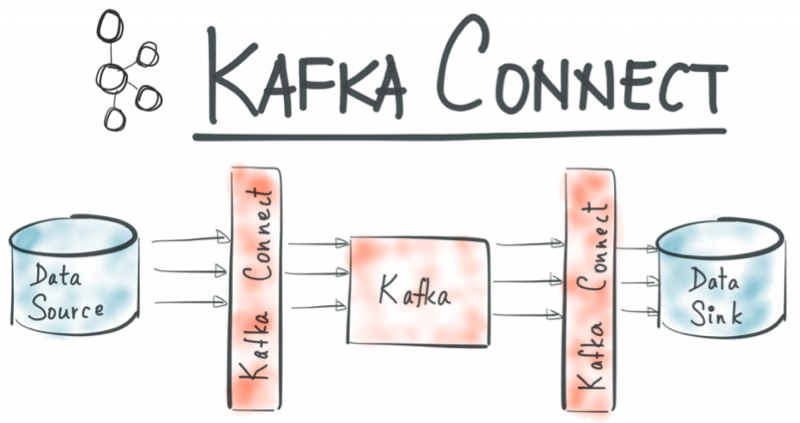 KAFKA CONNECT
Data
Source
Kafka Connect
Kafka
Kafka Connect
Data
Sink